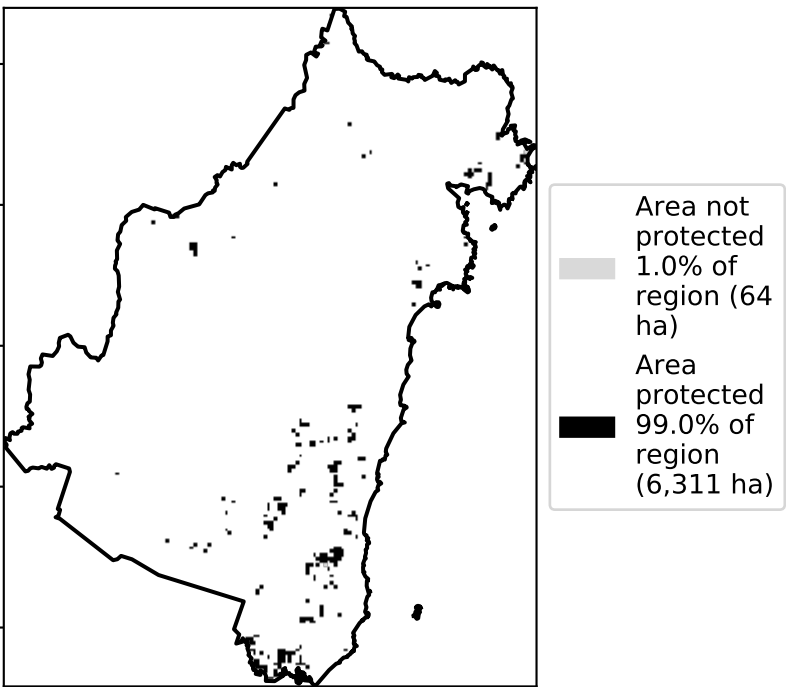 Area not
protected
1.0% of
region (64
ha)
Area
protected
99.0% of
region
(6,311 ha)